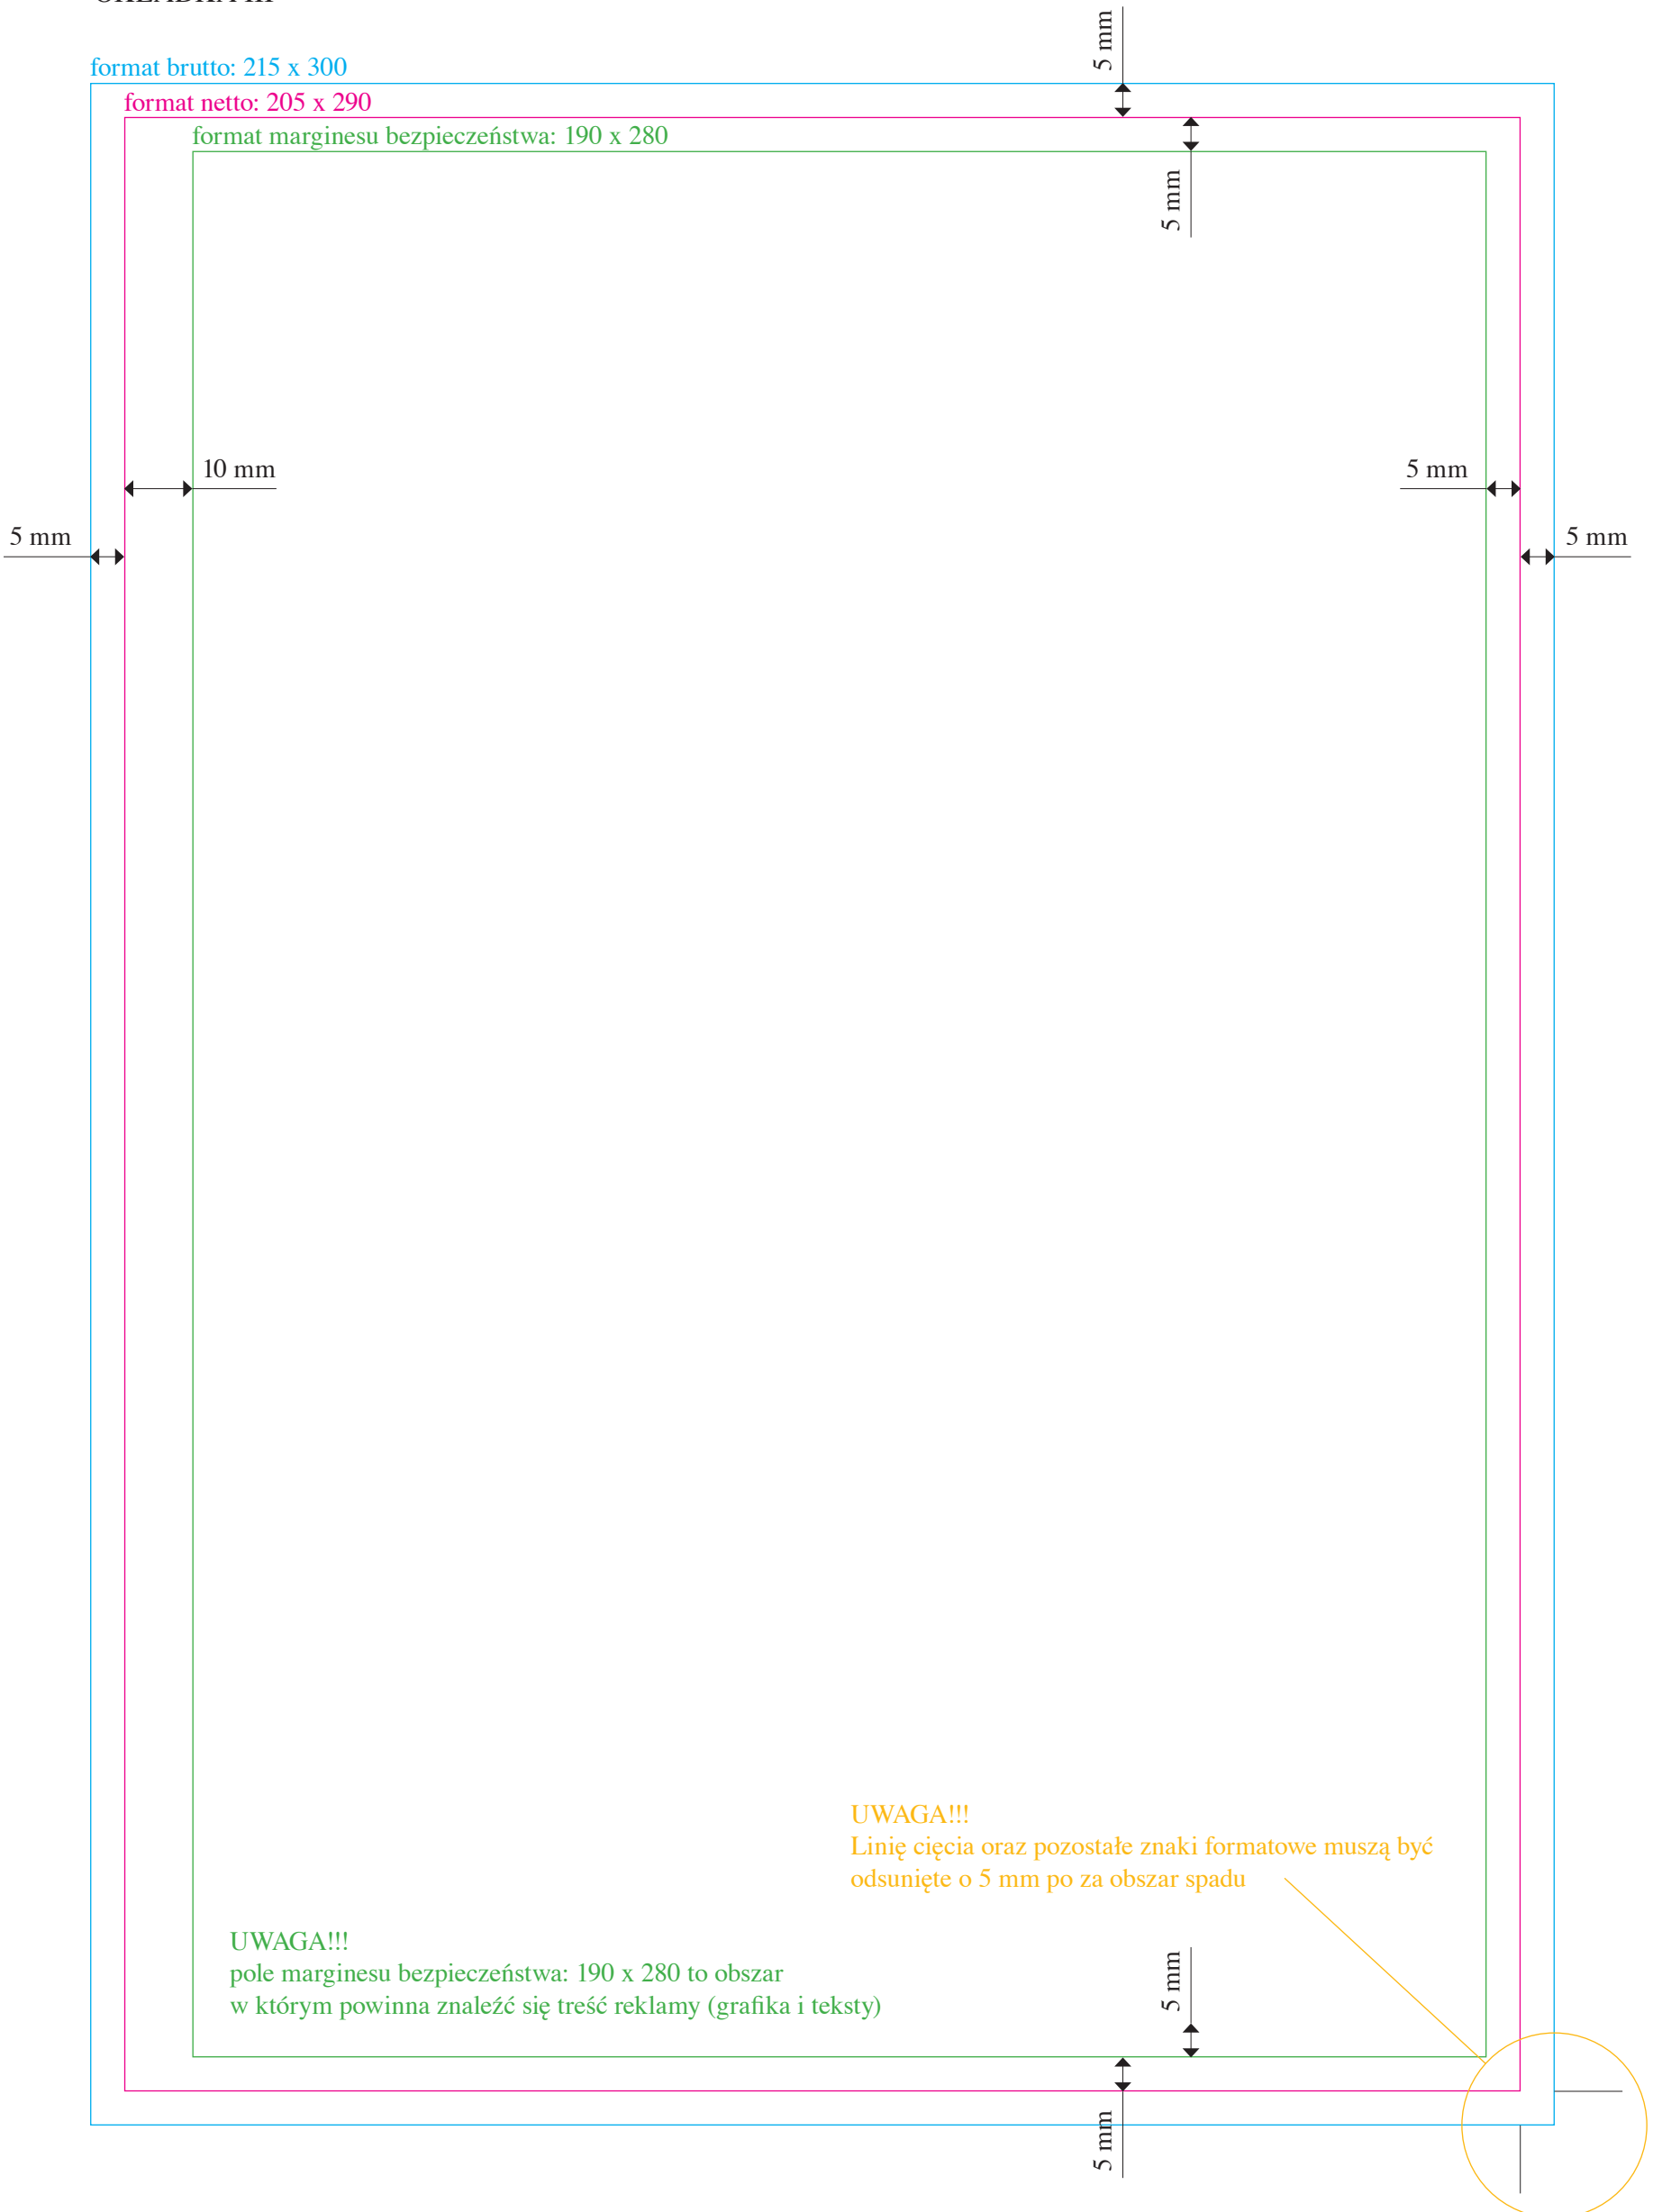 5 mm
format brutto: 215 x 300
format netto: 205 x 290
format marginesu bezpieczeństwa: 190 x 280
5 mm
10 mm
5 mm
5 mm
5 mm
UWAGA!!!
Linię cięcia oraz pozostałe znaki formatowe muszą być
odsunięte o 5 mm po za obszar spadu
UWAGA!!!
pole marginesu bezpieczeństwa: 190 x 280 to obszar
w którym powinna znaleźć się treść reklamy (grafika i teksty)
5 mm
5 mm